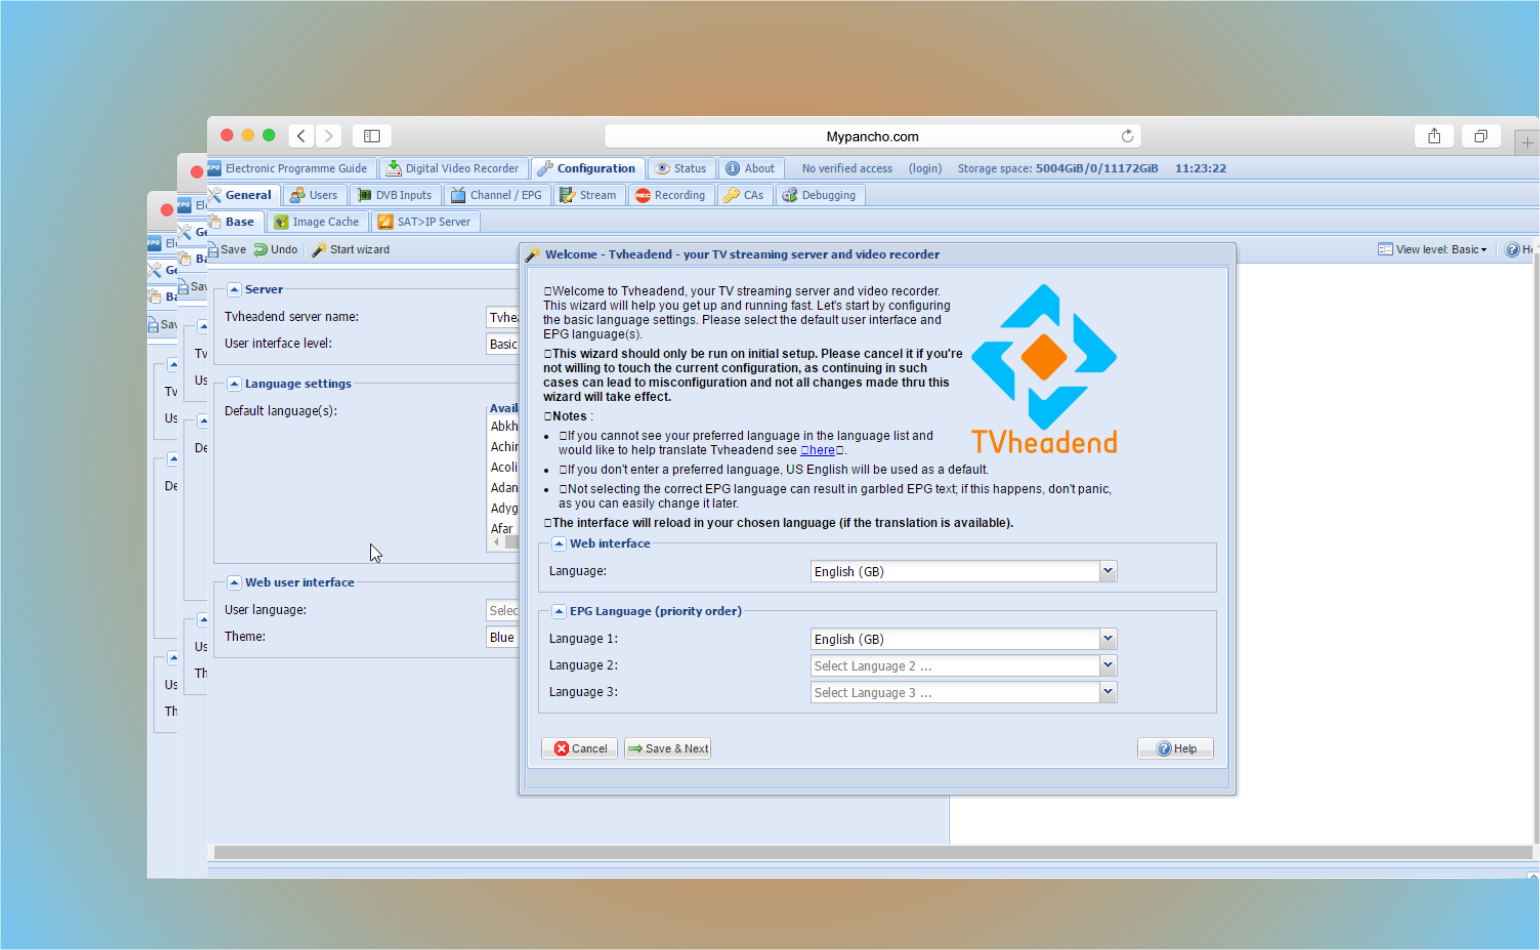 Mypancho.com
Electronic Programme Guide Digital Video Recorder Configuration Status About No verified access (login) Storage space: 5004GiB/0/11172GiB 11:23:22
General Users DVB Inputs Channel / EPG Stream Recording CAs Debugging
Base Image Cache SAT>IP Server
Save Undo Start wizard View level: Basic
Welcome - Tvheadend - your TV streaming server and video recorder
Server
Tvheadend server name:
User interface level: Basic
Language settings
Default language(s):
Afar
Web user interface
User language:
Theme: Blue
Welcome to Tvheadend, your TV streaming server and video recorder.
This wizard will help you get up and running fast. Let's start by configuring
the basic language settings. Please select the default user interface and
EPG language(s).
This wizard should only be run on initial setup. Please cancel it if you're
not willing to touch the current configuration, as continuing in such
cases can lead to misconfiguration and not all changes made thru this
wizard will take effect.
Notes :
• If you cannot see your preferred language in the language list and
would like to help translate Tvheadend see here.
• If you don't enter a preferred language, US English will be used as a default.
• Not selecting the correct EPG language can result in garbled EPG text; if this happens, don't panic,
as you can easily change it later.
The interface will reload in your chosen language (if the translation is available).
TVheadend
Web interface
Language: English (GB)
EPG Language (priority order)
Language 1: English (GB)
Language 2: Select Language 2 ...
Language 3: Select Language 3 ...
Cancel Save & Next Help